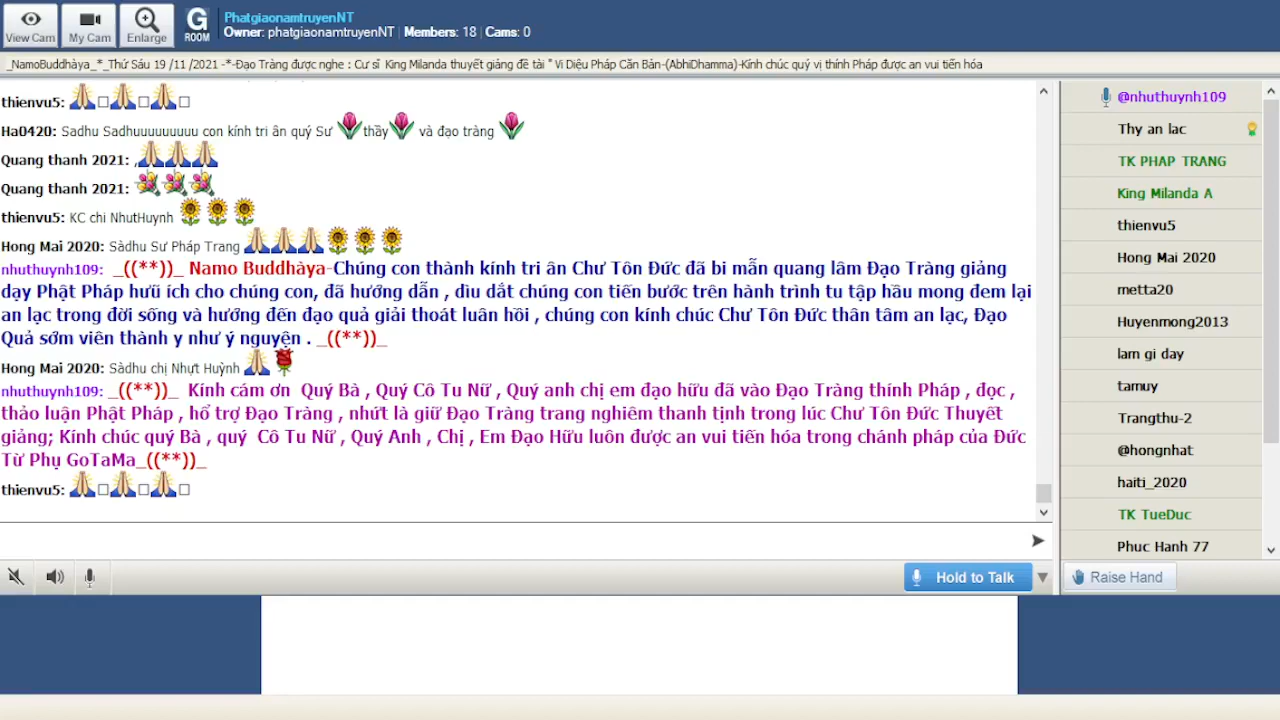 View Cam
My Cam
Enlarge
G
ROOM
PhatgiaonamtruyenNT
Owner: phatgiaonamtruyenNT | Members: 18 | Cams: 0
_NamoBuddhàya_*_Thứ Sáu 19 /11 /2021 -*-Đạo Tràng được nghe : Cư sĩ King Milanda thuyết giảng đề tài " Vi Diệu Pháp Căn Bản-(AbhiDhamma)-Kính chúc quý vị thính Pháp được an vui tiến hóa
thienvu5: 🙏□🙏□🙏□
Ha0420: Sadhu Sadhuuuuuuuuu con kính tri ân quý Sư 🌷thầy🌷 và đạo tràng 🌷
Quang thanh 2021: ,🙏🙏🙏
Quang thanh 2021: 💐💐💐
thienvu5: KC chi NhutHuynh 🌻🌻🌻
Hong Mai 2020: Sàdhu Sư Pháp Trang 🙏🙏🙏🌻🌻🌻
nhuthuynh109: _((**))_ Namo Buddhàya-Chúng con thành kính tri ân Chư Tôn Đức đã bi mẫn quang lâm Đạo Tràng giảng
dạy Phật Pháp hữu ích cho chúng con, đã hướng dẫn , dìu dắt chúng con tiến bước trên hành trình tu tập hầu mong đem lại
an lạc trong đời sống và hướng đến đạo quả giải thoát luân hồi , chúng con kính chúc Chư Tôn Đức thân tâm an lạc, Đạo
Quả sớm viên thành y như ý nguyện . _((**))_
Hong Mai 2020: Sàdhu chị Nhựt Huỳnh 🙏🌹
nhuthuynh109: _((**))_ Kính cám ơn Quý Bà , Quý Cô Tu Nữ , Quý anh chị em đạo hữu đã vào Đạo Tràng thính Pháp , đọc ,
thảo luận Phật Pháp , hổ trợ Đạo Tràng , nhứt là giữ Đạo Tràng trang nghiêm thanh tịnh trong lúc Chư Tôn Đức Thuyết
giảng; Kính chúc quý Bà , quý Cô Tu Nữ , Quý Anh , Chị , Em Đạo Hữu luôn được an vui tiến hóa trong chánh pháp của Đức
Từ Phụ GoTaMa_((**))_
thienvu5: 🙏□🙏□🙏□
Hold to Talk
@nhuthuynh109
Thy an lac
TK PHAP TRANG
King Milanda A
thienvu5
Hong Mai 2020
metta20
Huyenmong2013
lam gi day
tamuy
Trangthu-2
@hongnhat
haiti_2020
TK TueDuc
Phuc Hanh 77
Raise Hand